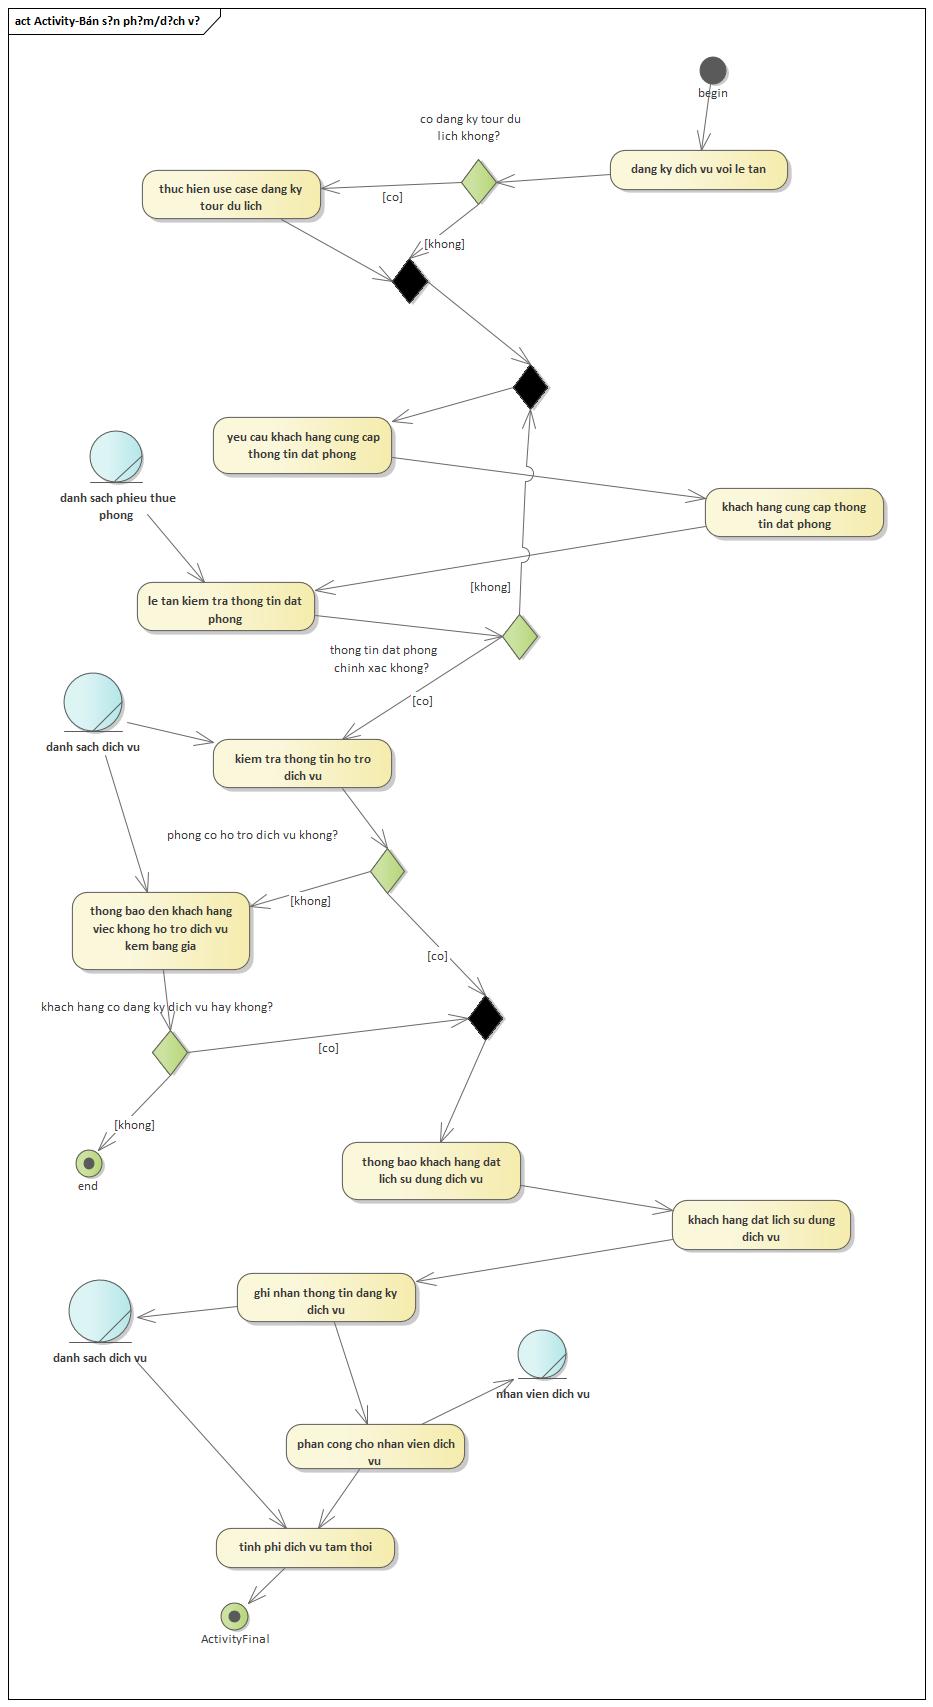 act Activity-Bán s?n ph?m/d?ch v?
begin
co dang ky tour du
lich khong?
dang ky dich vu voi le tan
thuc hien use case dang ky
tour du lich
[co]
[khong]
yeu cau khach hang cung cap
thong tin dat phong
danh sach phieu thue
phong
khach hang cung cap thong
tin dat phong
[khong]
le tan kiem tra thong tin dat
phong
thong tin dat phong
chinh xac khong?
[co]
danh sach dich vu
kiem tra thong tin ho tro
dich vu
phong co ho tro dich vu khong?
[khong]
thong bao den khach hang
viec khong ho tro dich vu
kem bang gia
[co]
khach hang co dang ky dich vu hay khong?
[co]
[khong]
end
thong bao khach hang dat
lich su dung dich vu
khach hang dat lich su dung
dich vu
ghi nhan thong tin dang ky
dich vu
danh sach dich vu
nhan vien dich vu
phan cong cho nhan vien dich
vu
tinh phi dich vu tam thoi
ActivityFinal